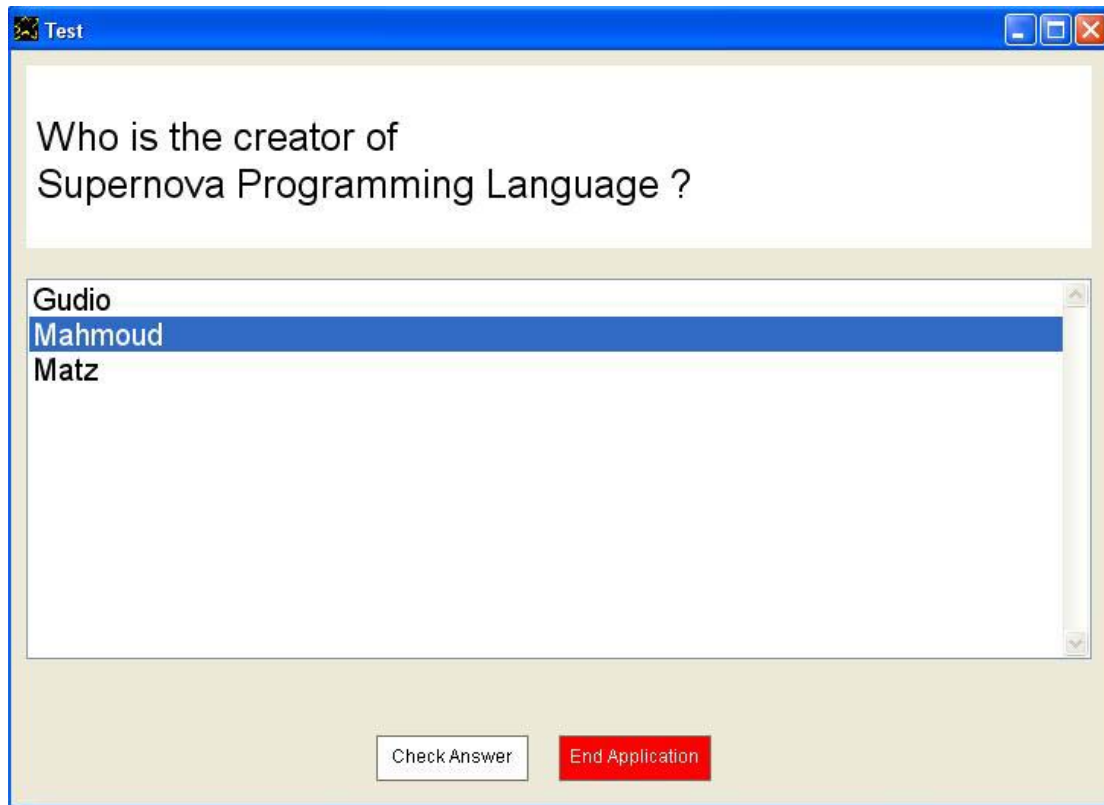 Test
Who is the creator of
Supernova Programming Language ?
Gudio
Mahmoud
Matz
Check Answer
End Application